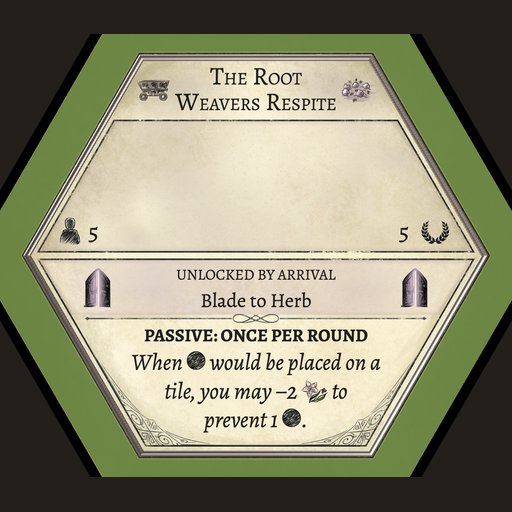 The Root
Weavers Respite
5 5
UNLOCKED BY ARRIVAL
Blade to Herb
PASSIVE: ONCE PER ROUND
When would be placed on a
tile, you may –2 to
prevent 1 .